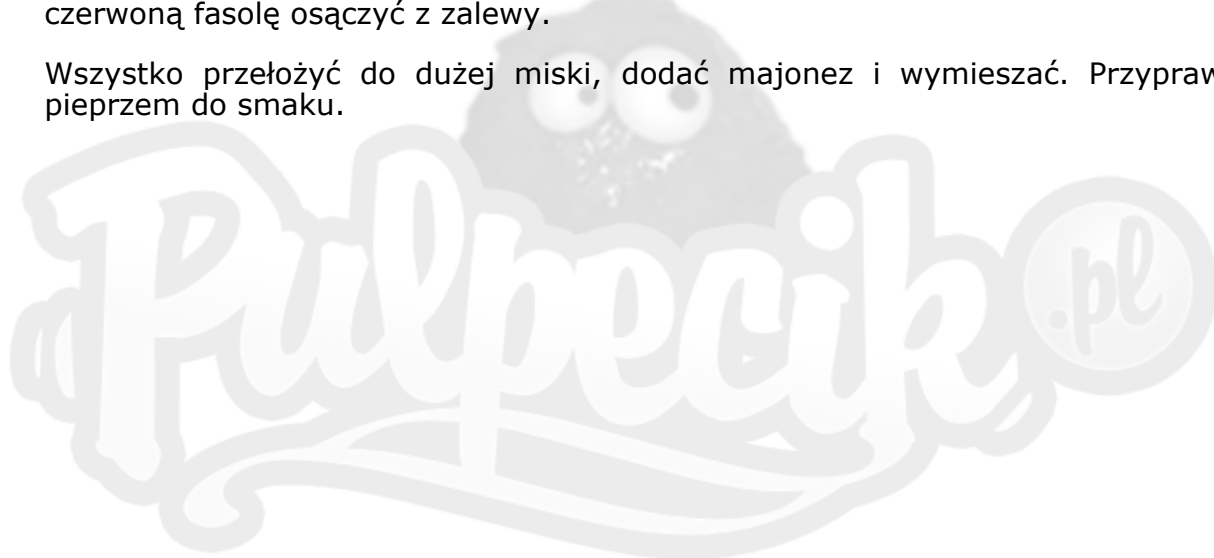 czerwoną fasolę osączyć z zalewy.
Wszystko przełożyć do dużej miski, dodać majonez i wymieszać. Przypraw
pieprzem do smaku.
Pulpecik .pl